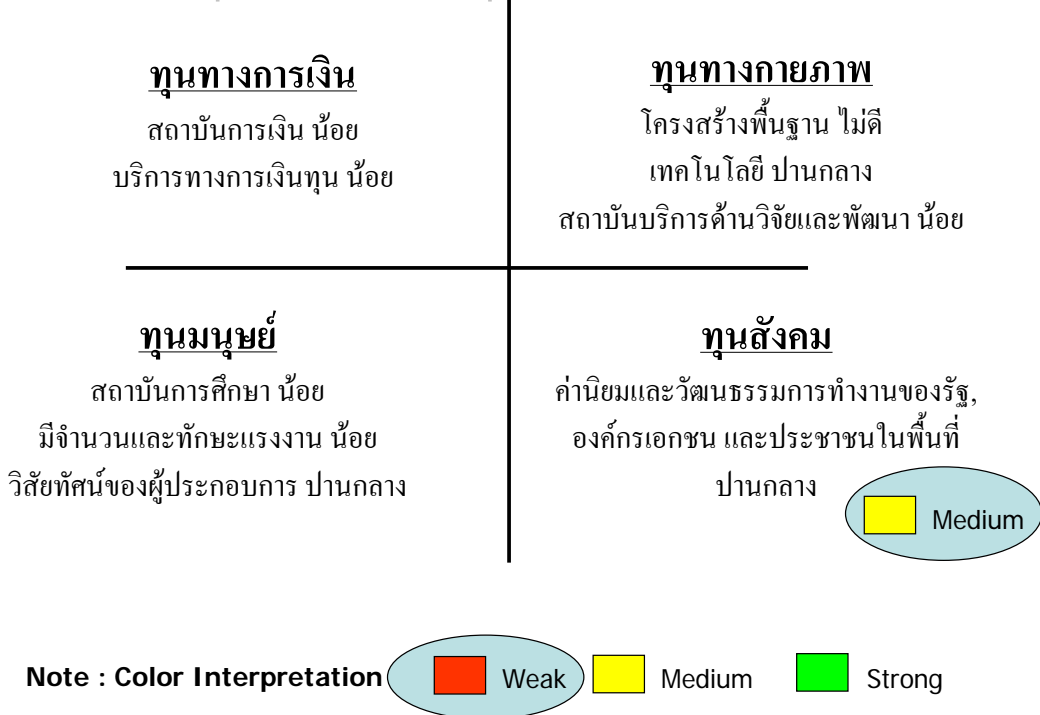 ทุนทางการเงิน
สถาบันการเงิน น้อย
บริการทางการเงินทุน น้อย
ทุนทางกายภาพ
โครงสร้างพื้นฐาน ไม่ดี
เทคโนโลยี ปานกลาง
สถาบันบริการด้านวิจัยและพัฒนา น้อย
ทุนมนุษย์
สถาบันการศึกษา น้อย
มีจำนวนและทักษะแรงงาน น้อย
วิสัยทัศน์ของผู้ประกอบการ ปานกลาง
ทุนสังคม
ค่านิยมและวัฒนธรรมการทำงานของรัฐ,
องค์กรเอกชน และประชาชนในพื้นที่
ปานกลาง
Medium
Note : Color Interpretation Weak Medium Strong